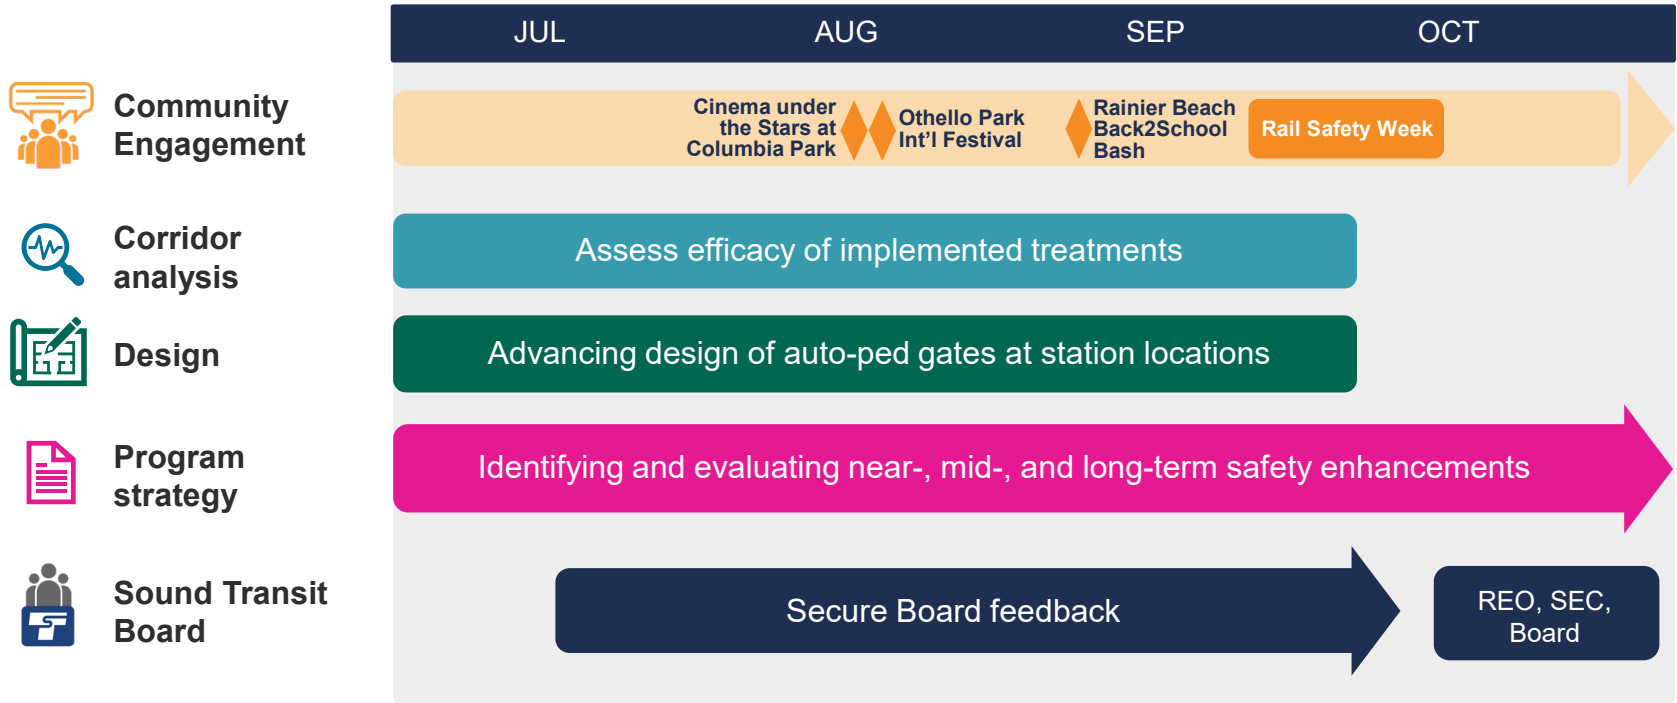 JUL AUG SEP OCT
Community
Engagement
Cinema under
the Stars at
Columbia Park
Othello Park
Int'l Festival
Rainier Beach
Back2School
Bash
Rail Safety Week
Corridor
analysis
Assess efficacy of implemented treatments
Design
Advancing design of auto-ped gates at station locations
Program
strategy
Identifying and evaluating near-, mid-, and long-term safety enhancements
Sound Transit
Board
Secure Board feedback
REO, SEC,
Board